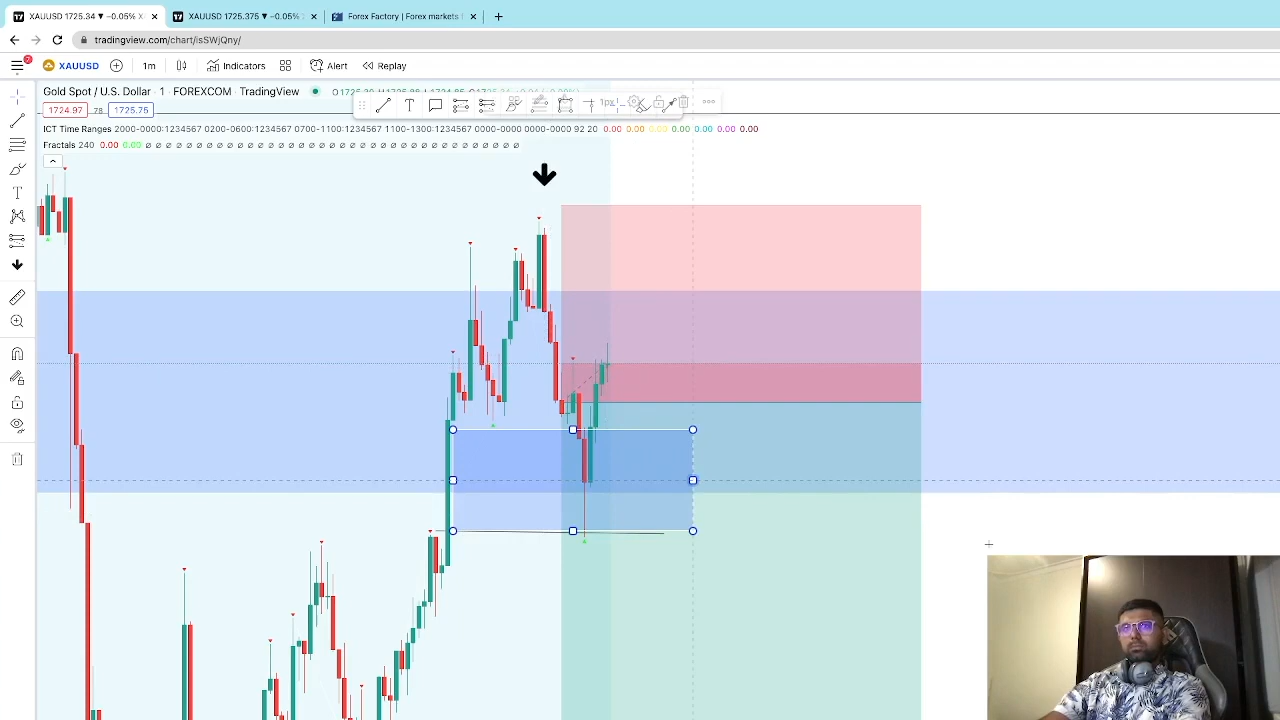 XAUUSD 1725.34 ▼ −0.05%
XAUUSD 1725.375 ▼ −0.05%
Forex Factory | Forex markets
tradingview.com/chart/isSWjQny/
7
XAUUSD
1m
Indicators
Alert
Replay
Gold Spot / U.S. Dollar · 1 · FOREXCOM · TradingView
1724.97
78
1725.75
1px
ICT Time Ranges 2000-0000:1234567 0200-0600:1234567 0700-1100:1234567 1100-1300:1234567 0000-0000 0000-0000 92 20 0.00 0.00 0.00 0.00 0.00 0.00 0.00 0.00
Fractals 240 0.00 0.00 ∅ ∅ ∅ ∅ ∅ ∅ ∅ ∅ ∅ ∅ ∅ ∅ ∅ ∅ ∅ ∅ ∅ ∅ ∅ ∅ ∅ ∅ ∅ ∅ ∅ ∅ ∅ ∅ ∅ ∅ ∅ ∅ ∅ ∅ ∅ ∅